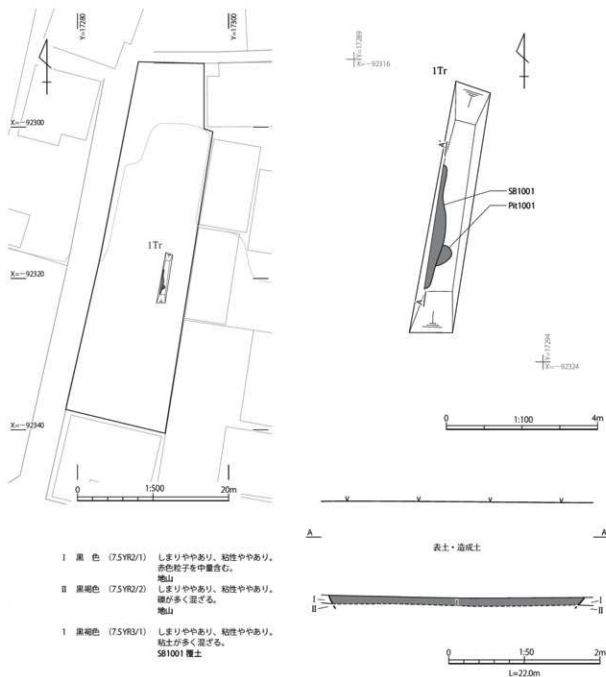 Y=17280
Y=17300
X=-92300
X=-92320
X=-92340
1Tr
0
1:500
20m
Y=17289
X=-92316
1Tr
A'
SB1001
Pit1001
A
Y=17294
X=-92324
0
1:100
4m
A
A'
表土・造成土
I
II
1
I
II
0
1:50
2m
L=22.0m
I 黒 色 (7.5YR2/1) しまりややあり、粘性ややあり。
赤色粒子を中量含む。
地山
II 黒褐色 (7.5YR2/2) しまりややあり、粘性ややあり。
礫が多く混ざる。
地山
1 黒褐色 (7.5YR3/1) しまりややあり、粘性ややあり。
粘土が多く混ざる。
SB1001 覆土